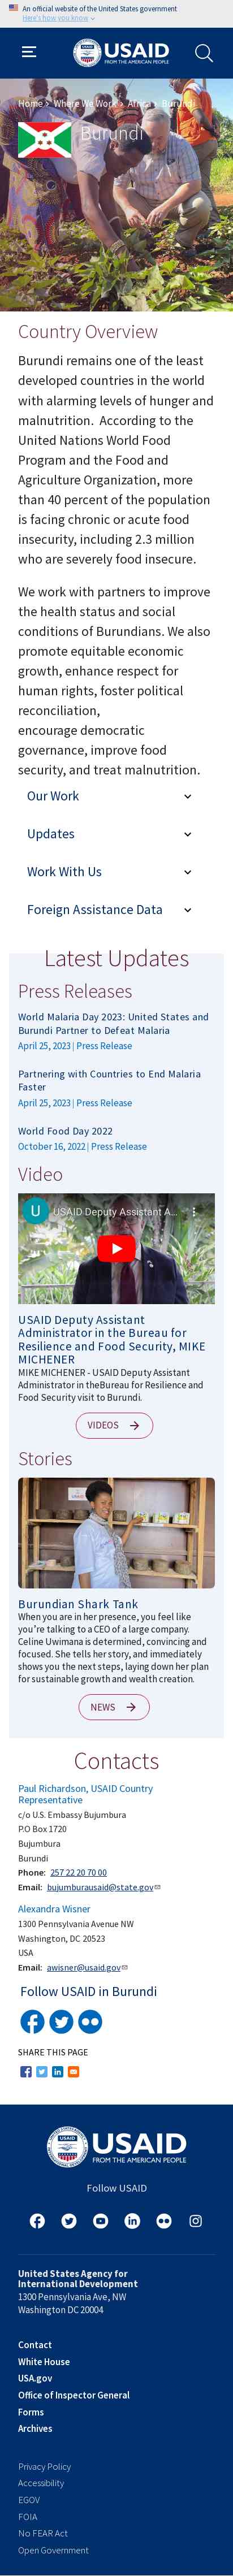 An official website of the United States government
Here's how you know
USAID
FROM THE AMERICAN PEOPLE
Home > Where We Work > Africa > Burundi
Burundi
Country Overview
Burundi remains one of the least
developed countries in the world
with alarming levels of hunger and
malnutrition. According to the
United Nations World Food
Program and the Food and
Agriculture Organization, more
than 40 percent of the population
is facing chronic or acute food
insecurity, including 2.3 million
who are severely food insecure.
We work with partners to improve
the health status and social
conditions of Burundians. We also
promote equitable economic
growth, enhance respect for
human rights, foster political
reconciliation,
encourage democratic
governance, improve food
security, and treat malnutrition.
Our Work
Updates
Work With Us
Foreign Assistance Data
Latest Updates
Press Releases
World Malaria Day 2023: United States and
Burundi Partner to Defeat Malaria
April 25, 2023 | Press Release
Partnering with Countries to End Malaria
Faster
April 25, 2023 | Press Release
World Food Day 2022
October 16, 2022 | Press Release
Video
U
USAID Deputy Assistant A...
USAID Deputy Assistant
Administrator in the Bureau for
Resilience and Food Security, MIKE
MICHENER
MIKE MICHENER - USAID Deputy Assistant
Administrator in theBureau for Resilience and
Food Security visit to Burundi.
VIDEOS
Stories
Burundian Shark Tank
When you are in her presence, you feel like
you’re talking to a CEO of a large company.
Celine Uwimana is determined, convincing and
focused. She tells her story, and immediately
shows you the next steps, laying down her plan
for sustainable growth and wealth creation.
NEWS
Contacts
Paul Richardson, USAID Country
Representative
c/o U.S. Embassy Bujumbura
P.O Box 1720
Bujumbura
Burundi
Phone: 257 22 20 70 00
Email: bujumburausaid@state.gov
Alexandra Wisner
1300 Pennsylvania Avenue NW
Washington, DC 20523
USA
Email: awisner@usaid.gov
Follow USAID in Burundi
SHARE THIS PAGE
USAID
FROM THE AMERICAN PEOPLE
Follow USAID
United States Agency for
International Development
1300 Pennsylvania Ave, NW
Washington DC 20004
Contact
White House
USA.gov
Office of Inspector General
Forms
Archives
Privacy Policy
Accessibility
EGOV
FOIA
No FEAR Act
Open Government